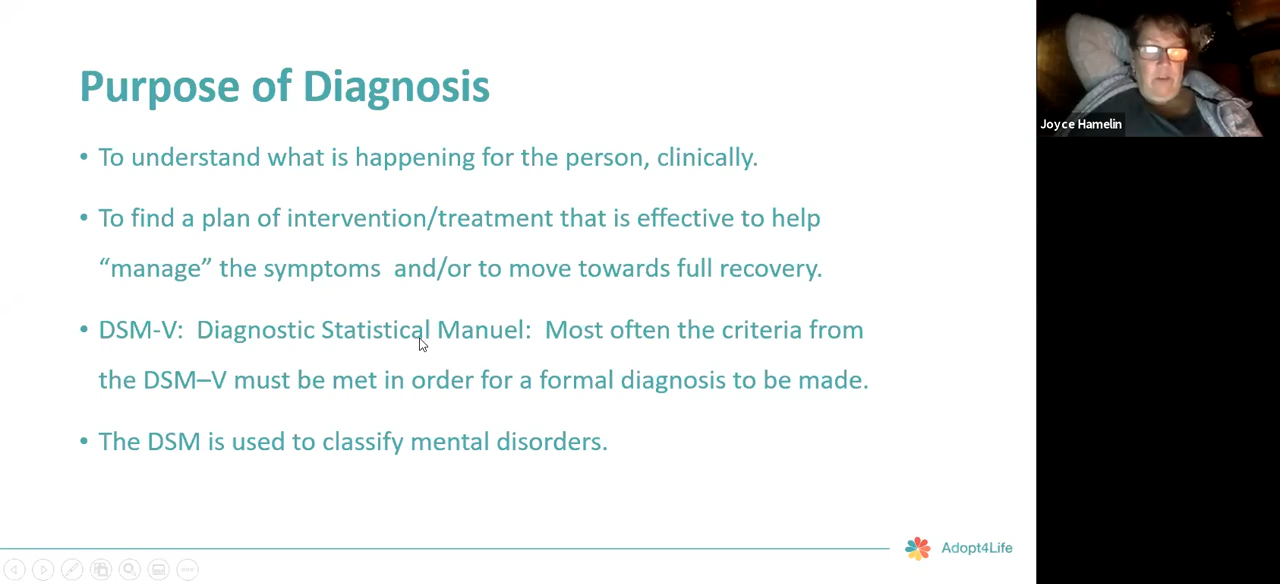 Purpose of Diagnosis
• To understand what is happening for the person, clinically.
• To find a plan of intervention/treatment that is effective to help
“manage” the symptoms and/or to move towards full recovery.
• DSM-V: Diagnostic Statistical Manuel: Most often the criteria from
the DSM–V must be met in order for a formal diagnosis to be made.
• The DSM is used to classify mental disorders.
Adopt4Life
Joyce Hamelin